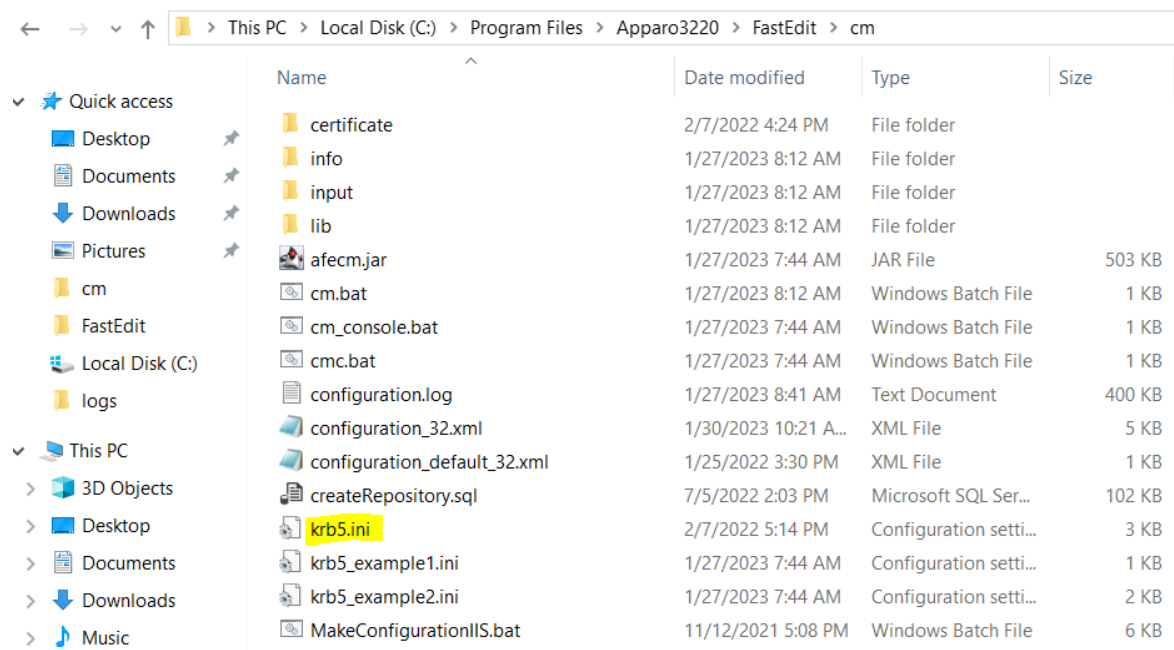 This PC > Local Disk (C:) > Program Files > Apparo3220 > FastEdit > cm
Name Date modified Type Size
Quick access
Desktop
Documents
Downloads
Pictures
cm
FastEdit
Local Disk (C:)
logs
This PC
3D Objects
Desktop
Documents
Downloads
Music
certificate 2/7/2022 4:24 PM File folder
info 1/27/2023 8:12 AM File folder
input 1/27/2023 8:12 AM File folder
lib 1/27/2023 8:12 AM File folder
afecm.jar 1/27/2023 7:44 AM JAR File 503 KB
cm.bat 1/27/2023 8:12 AM Windows Batch File 1 KB
cm_console.bat 1/27/2023 7:44 AM Windows Batch File 1 KB
cmc.bat 1/27/2023 7:44 AM Windows Batch File 1 KB
configuration.log 1/27/2023 8:41 AM Text Document 400 KB
configuration_32.xml 1/30/2023 10:21 A... XML File 5 KB
configuration_default_32.xml 1/25/2022 3:30 PM XML File 1 KB
createRepository.sql 7/5/2022 2:03 PM Microsoft SQL Ser... 102 KB
krb5.ini 2/7/2022 5:14 PM Configuration setti... 3 KB
krb5_example1.ini 1/27/2023 7:44 AM Configuration setti... 1 KB
krb5_example2.ini 1/27/2023 7:44 AM Configuration setti... 2 KB
MakeConfigurationIIS.bat 11/12/2021 5:08 PM Windows Batch File 6 KB